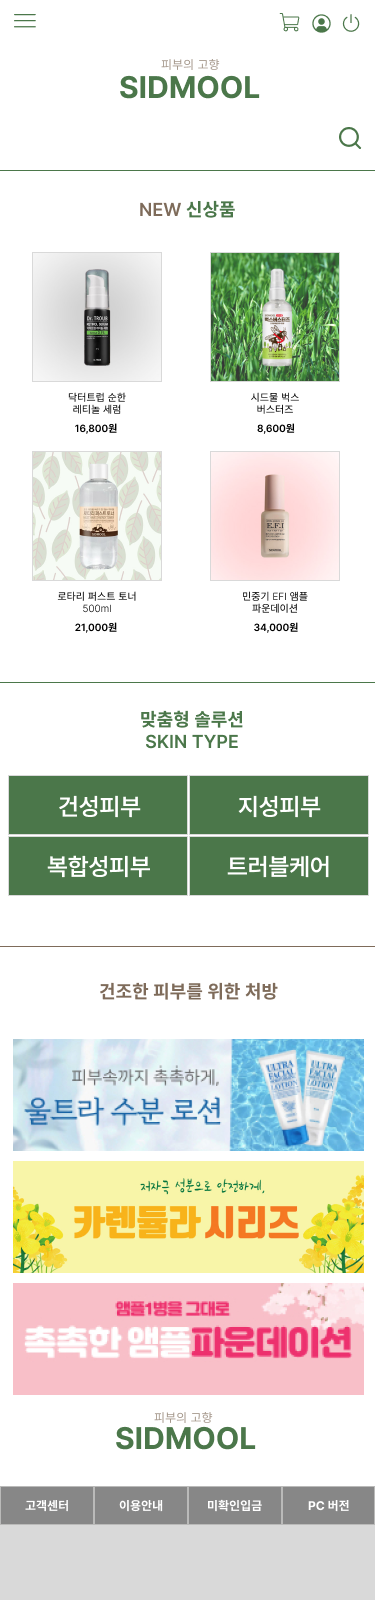 피부의 고향
SIDMOOL
NEW 신상품
Dr. TROUB
닥터트럽 순한
레티놀 세럼
16,800원
시드물 벅스
버스터즈
8,600원
로타리 퍼스트 토너
500ml
21,000원
E.F.I
민중기 EFI 앰플
파운데이션
34,000원
맞춤형 솔루션
SKIN TYPE
건성피부
지성피부
복합성피부
트러블케어
건조한 피부를 위한 처방
피부속까지 촉촉하게,
울트라 수분 로션
ULTRA
FACIAL
LOTION
ULTRA
FACIAL
LOTION
저자극 성분으로 안전하게,
카렌듈라 시리즈
앰플1병을 그대로
촉촉한 앰플파운데이션
피부의 고향
SIDMOOL
고객센터
이용안내
미확인입금
PC 버전